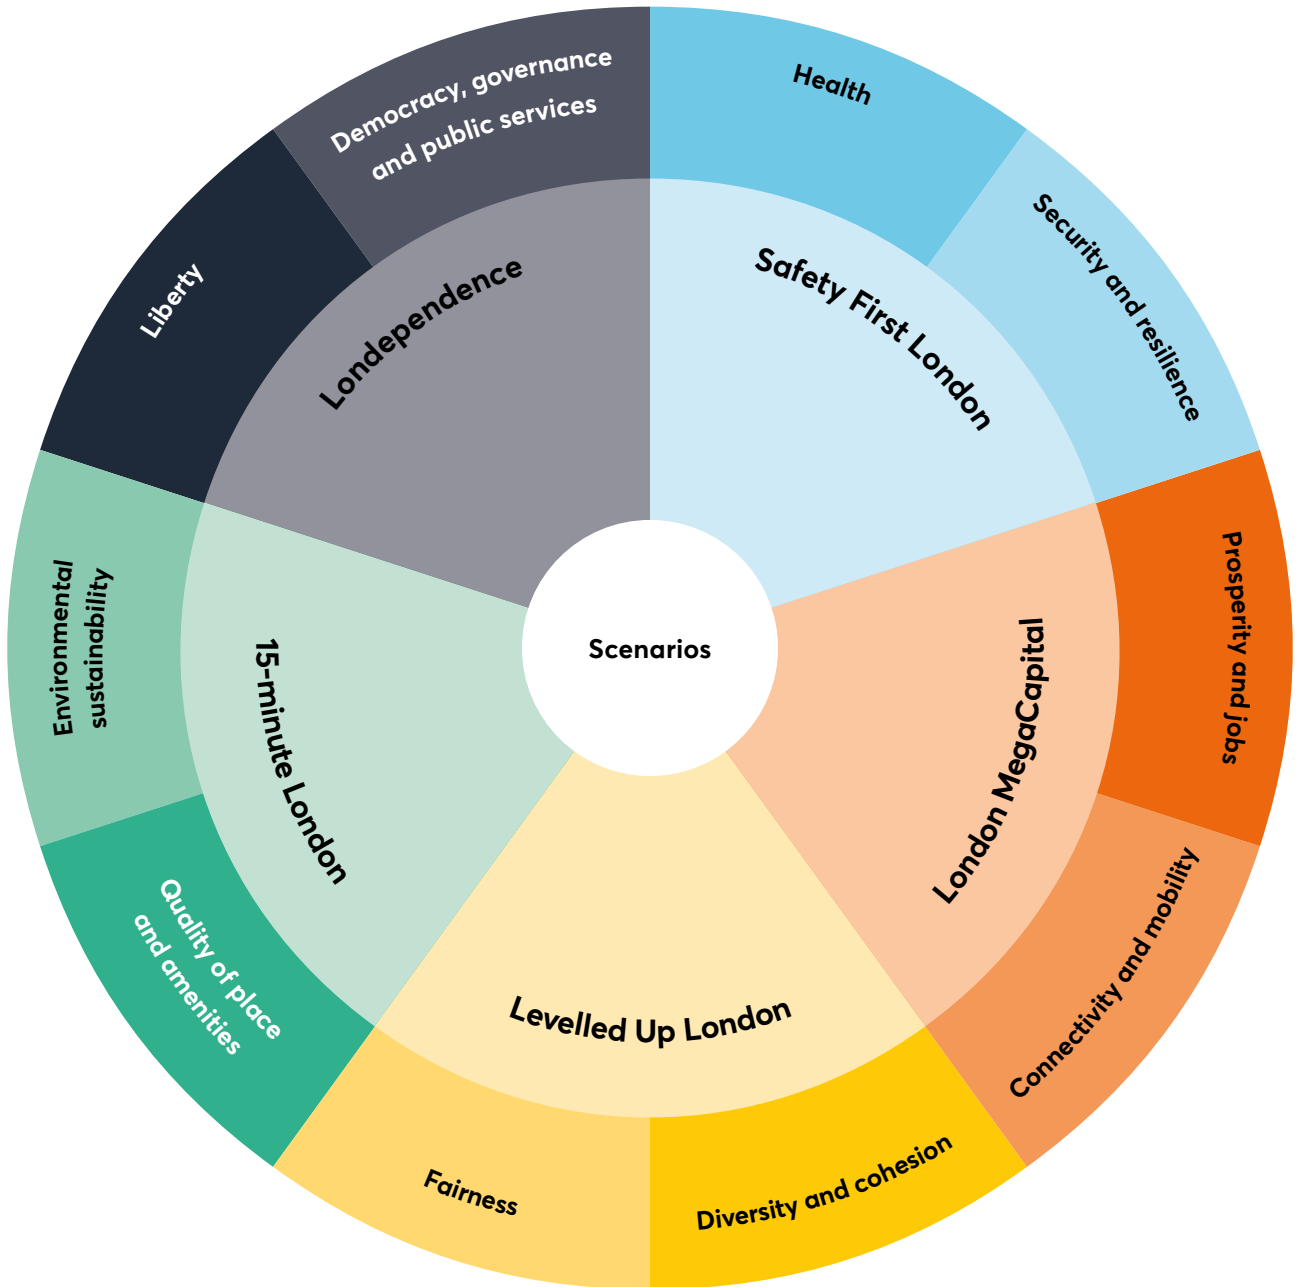 Health
Security and resilience
Safety First London
Prosperity and jobs
Connectivity and mobility
London MegaCapital
Diversity and cohesion
Fairness
Levelled Up London
Quality of place
and amenities
Environmental
sustainability
15-minute London
Liberty
Democracy, governance
and public services
Londependence
Scenarios